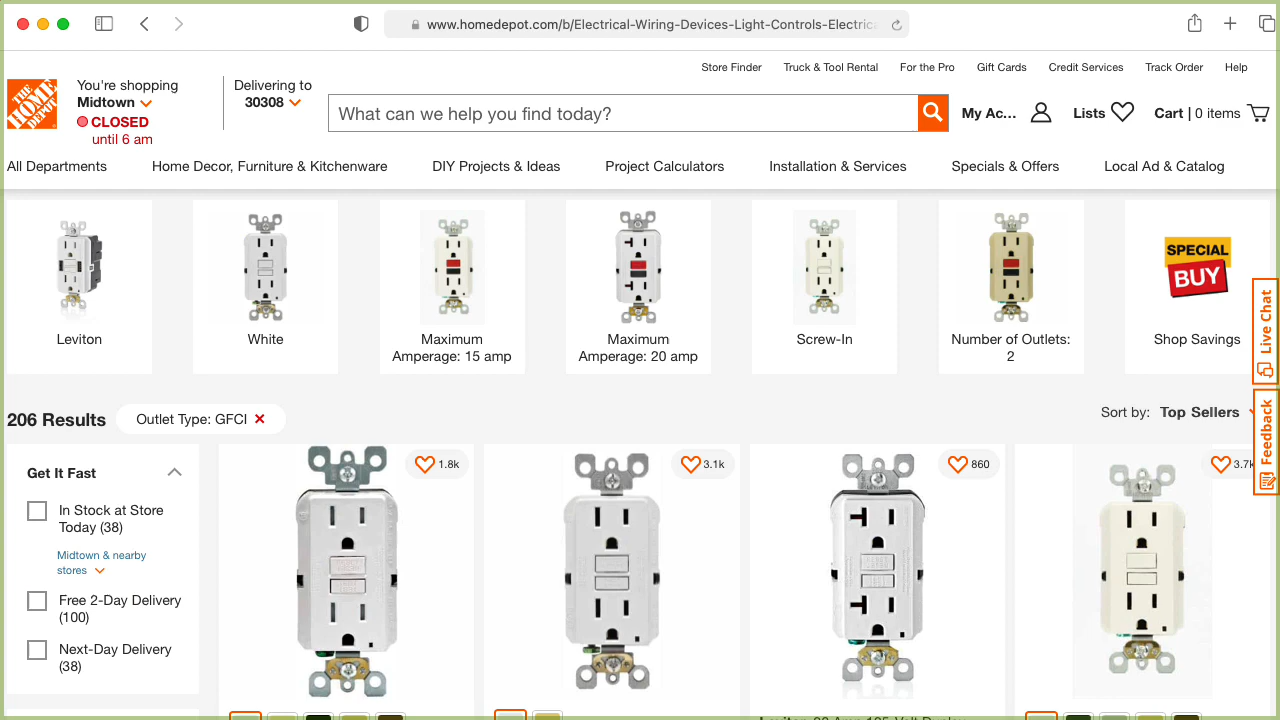 www.homedepot.com/b/Electrical-Wiring-Devices-Light-Controls-Electrica
Store Finder
Truck & Tool Rental
For the Pro
Gift Cards
Credit Services
Track Order
Help
THE HOME DEPOT
You're shopping
Midtown
CLOSED
until 6 am
Delivering to
30308
What can we help you find today?
My Ac...
Lists
Cart | 0 items
All Departments
Home Decor, Furniture & Kitchenware
DIY Projects & Ideas
Project Calculators
Installation & Services
Specials & Offers
Local Ad & Catalog
Leviton
White
Maximum
Amperage: 15 amp
Maximum
Amperage: 20 amp
Screw-In
Number of Outlets:
2
SPECIAL
BUY
Shop Savings
Live Chat
Feedback
206 Results
Outlet Type: GFCI
Sort by: Top Sellers
Get It Fast
In Stock at Store
Today (38)
Midtown & nearby
stores
Free 2-Day Delivery
(100)
Next-Day Delivery
(38)
1.8k
3.1k
860
3.7k